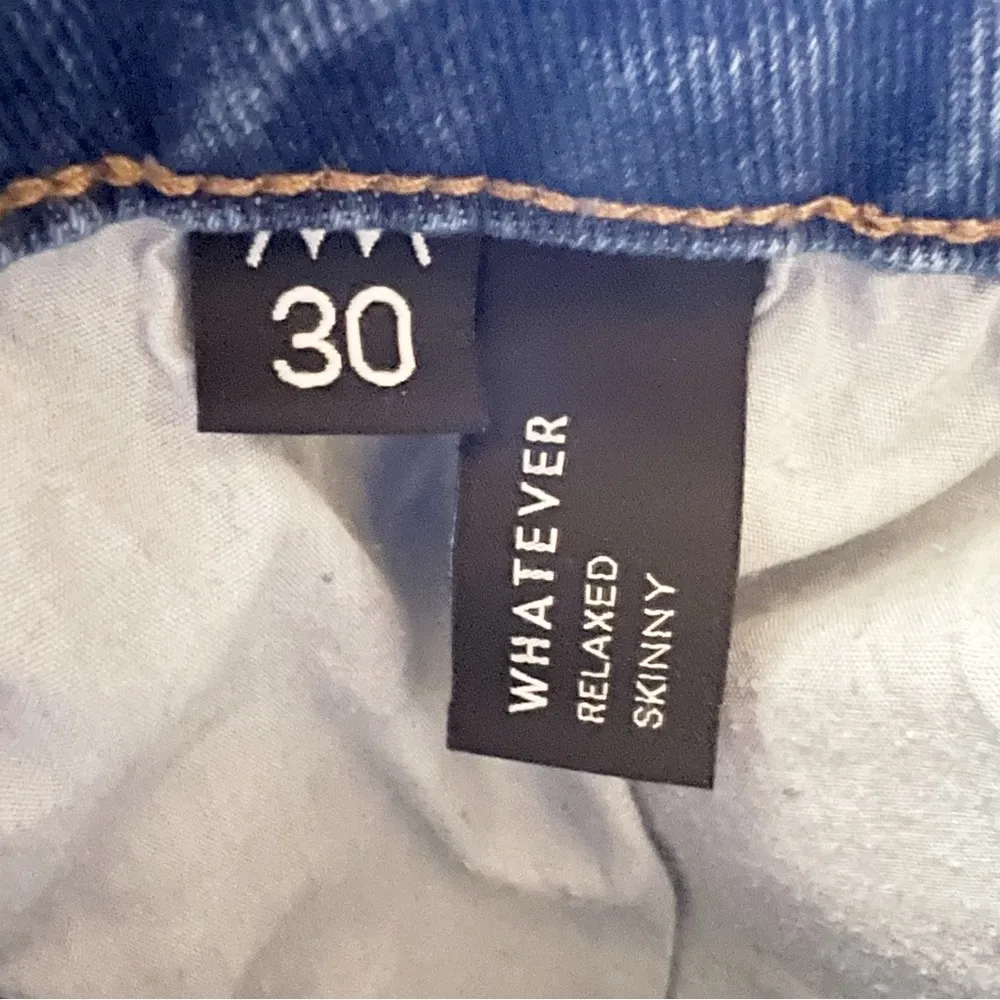 30
WHATEVER
RELAXED
SKINNY